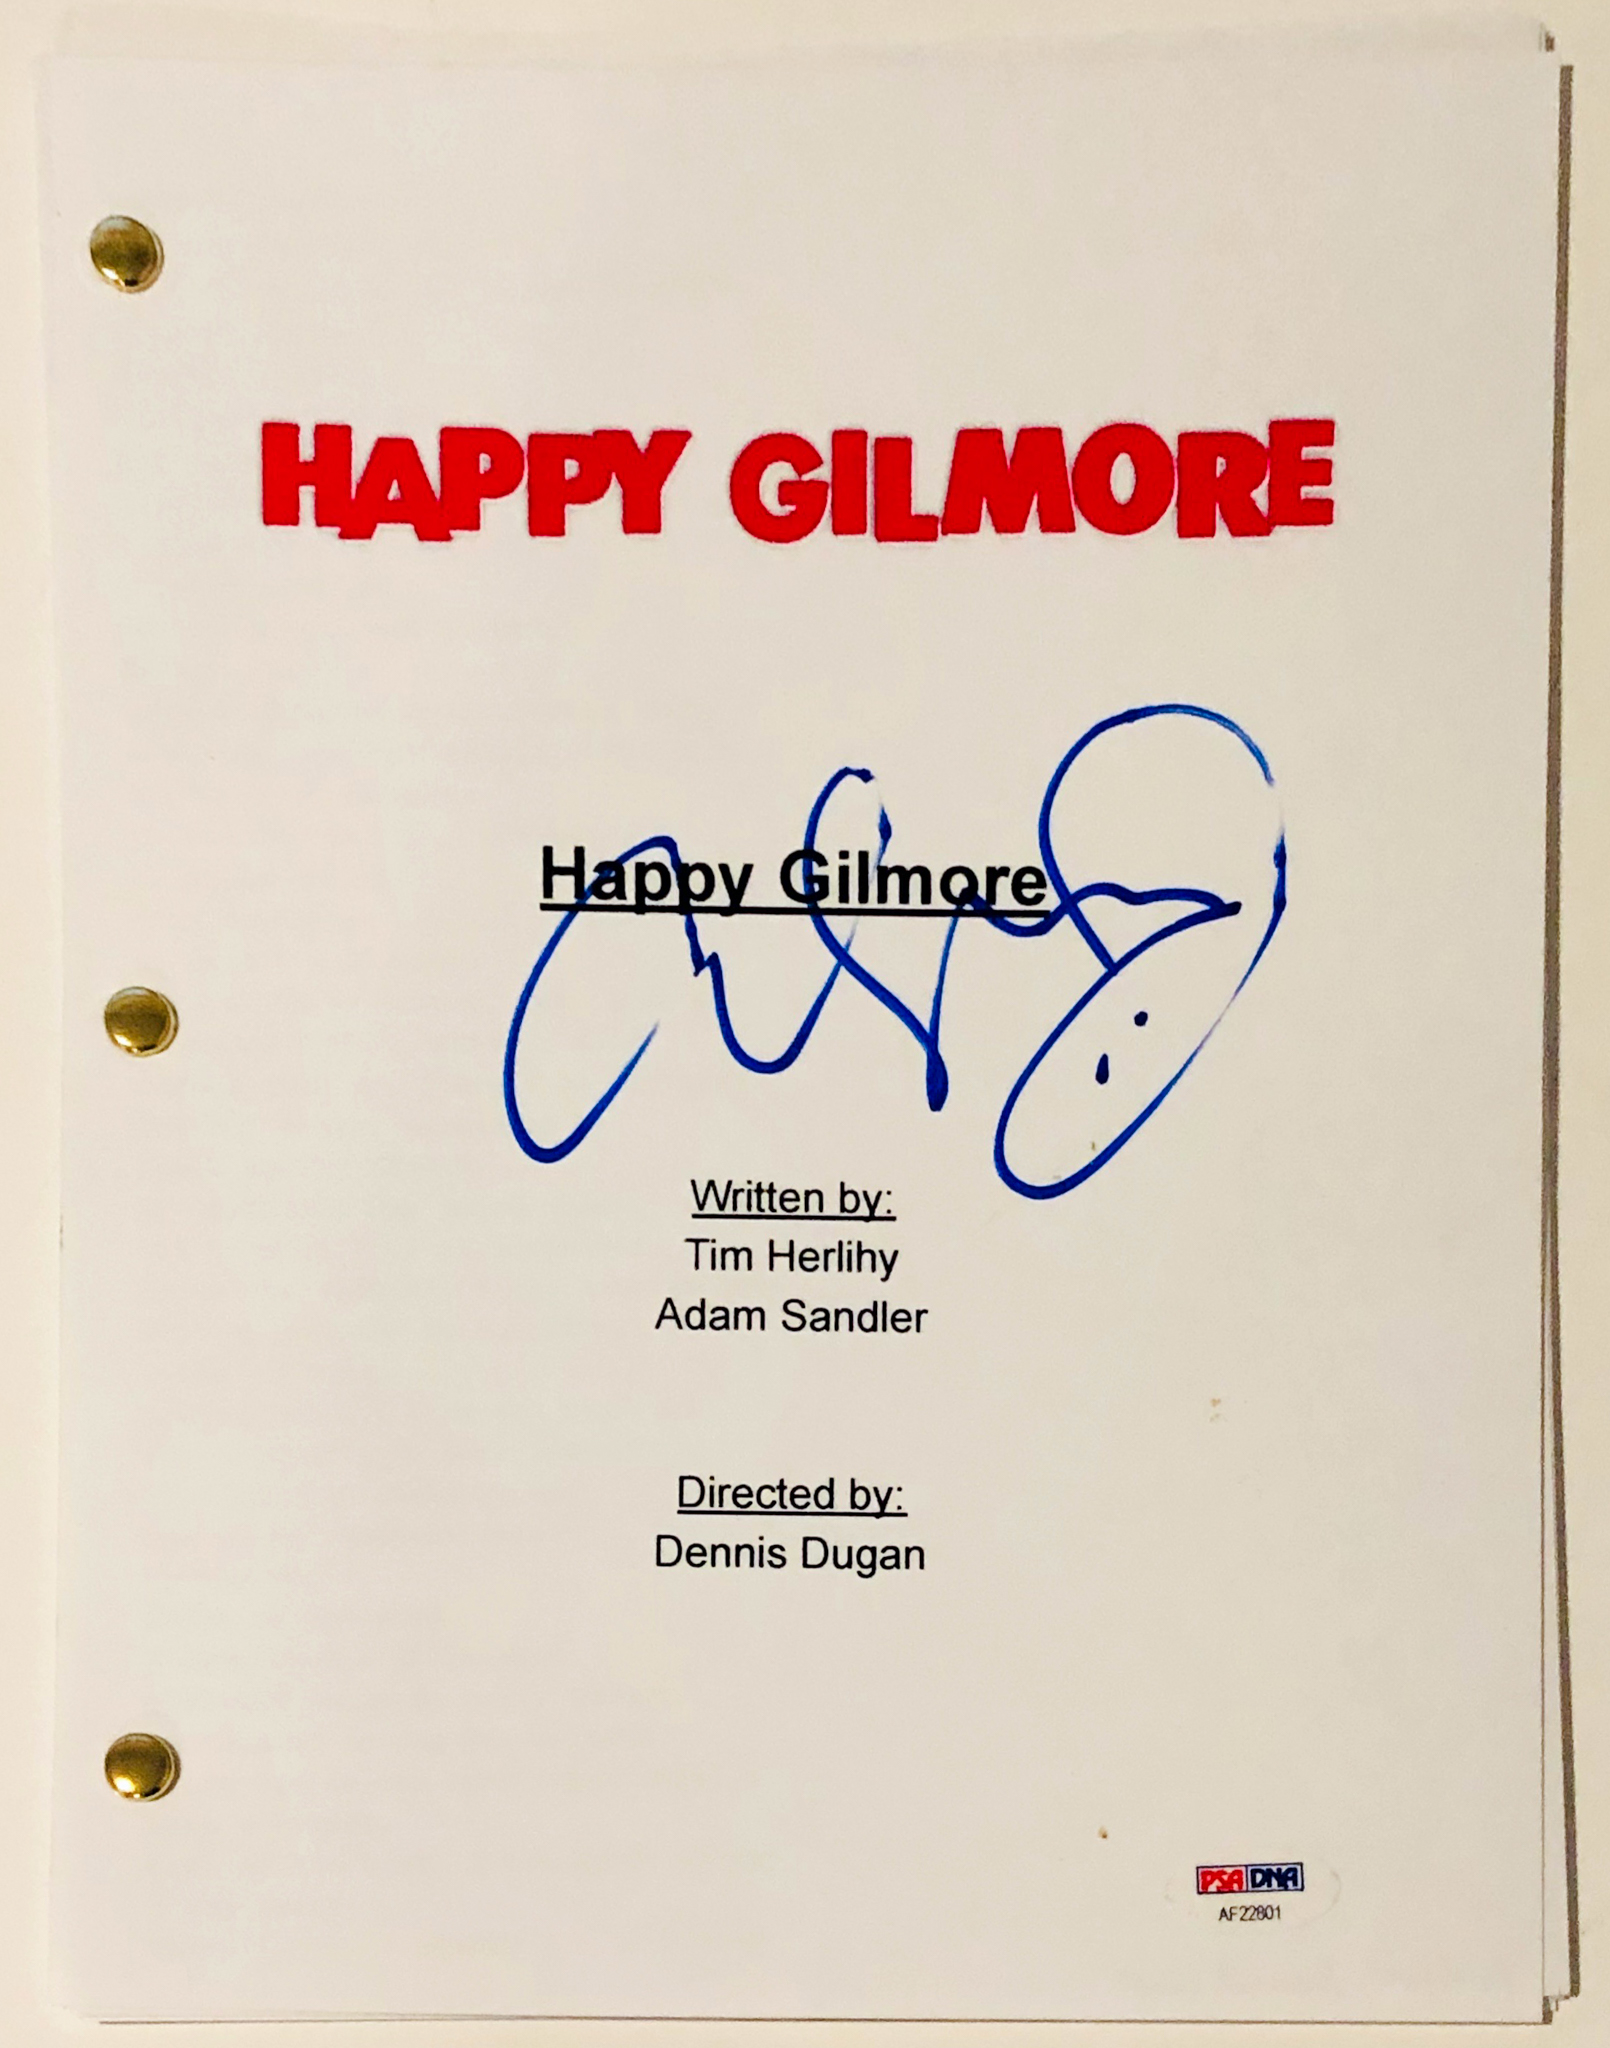 HAPPY GILMORE
Happy Gilmore
Written by:
Tim Herlihy
Adam Sandler
Directed by:
Dennis Dugan
PSA DNA
AF22801